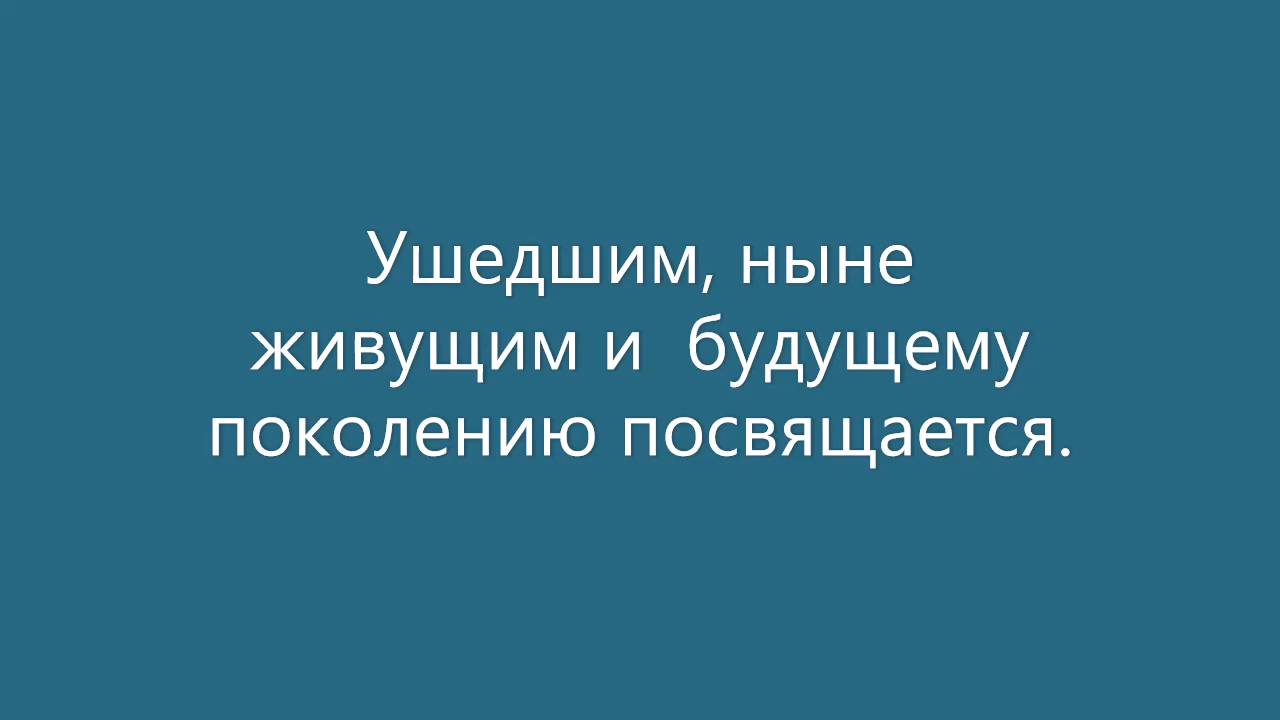 Ушедшим, ныне
живущим и  будущему
поколению посвящается.